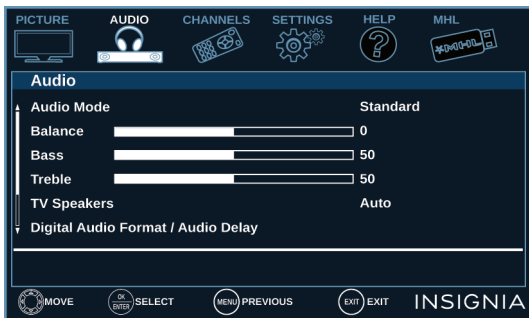 PICTURE AUDIO CHANNELS SETTINGS HELP MHL
MHL
Audio
Audio Mode Standard
Balance 0
Bass 50
Treble 50
TV Speakers Auto
Digital Audio Format / Audio Delay
MOVE OK ENTER SELECT MENU PREVIOUS EXIT EXIT INSIGNIA